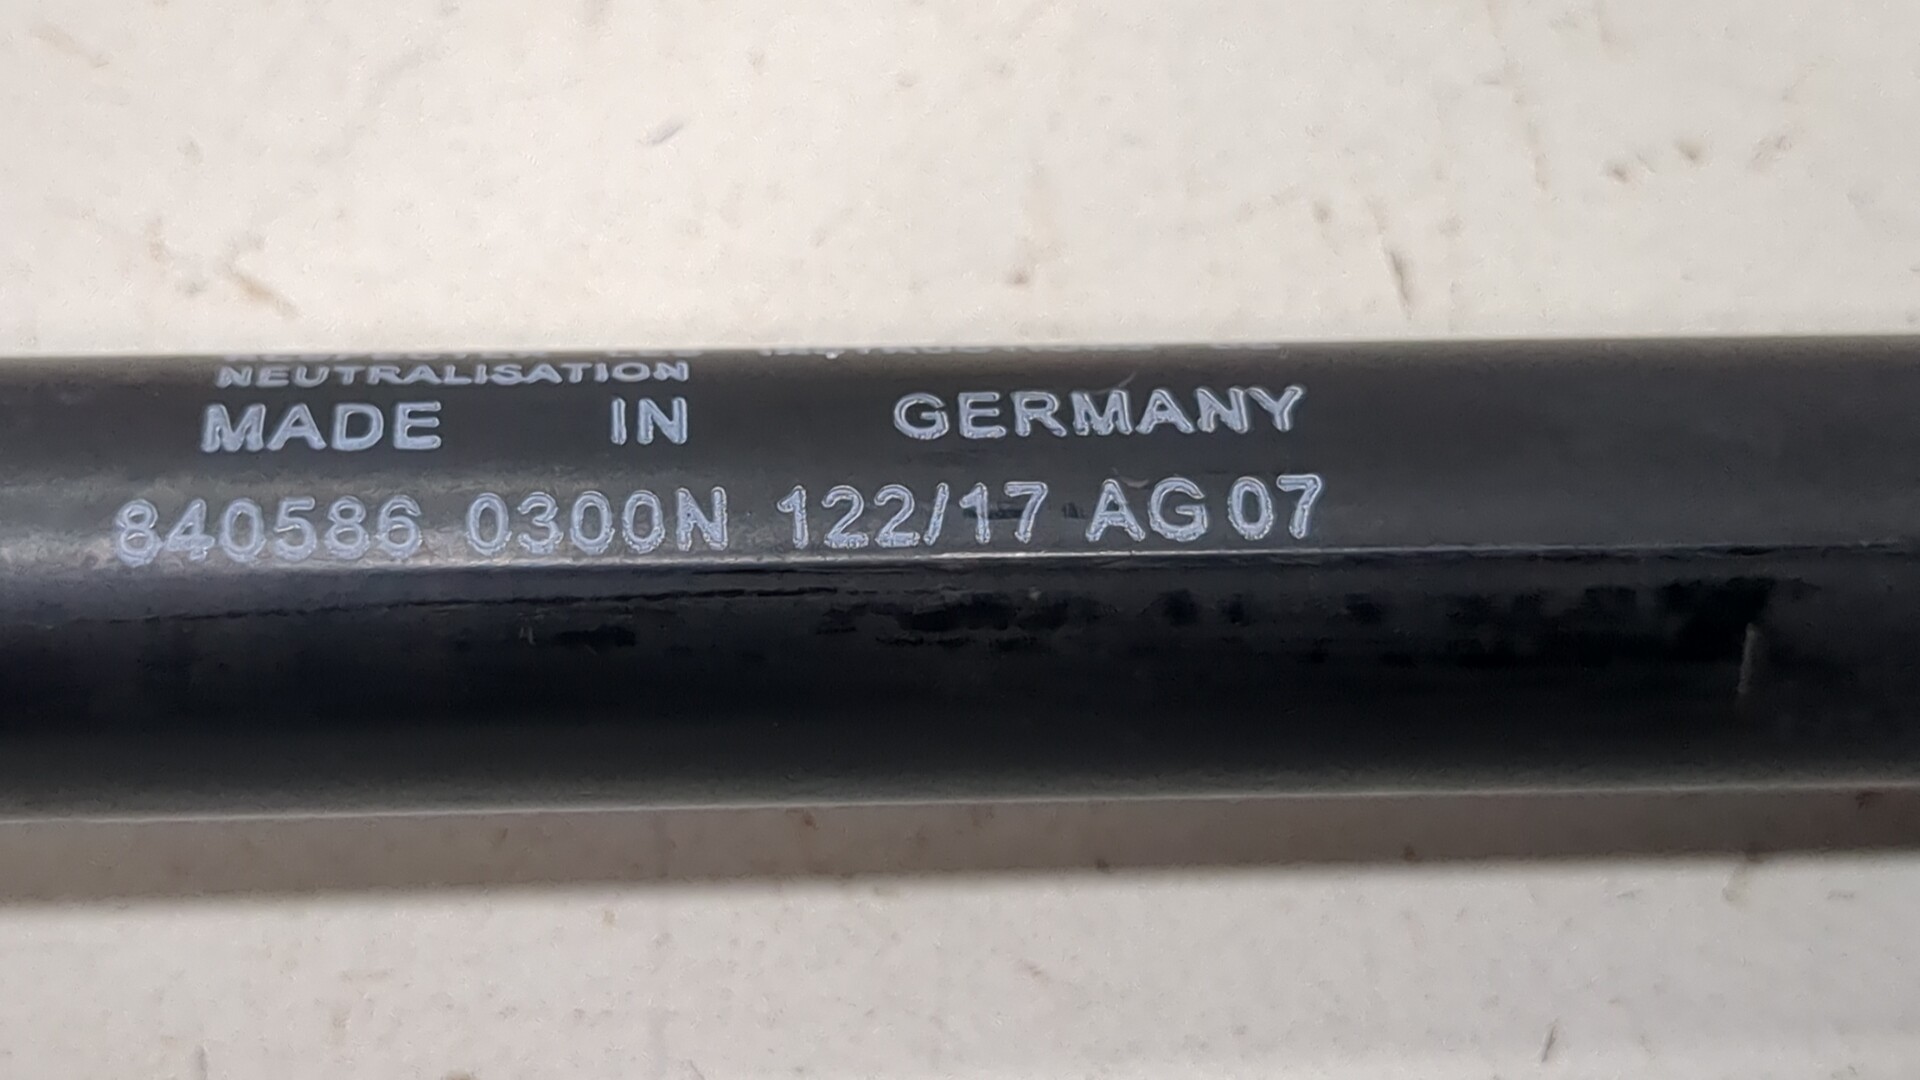 NEUTRALISATION
MADE IN GERMANY
840586 0300N 122/17 AG07